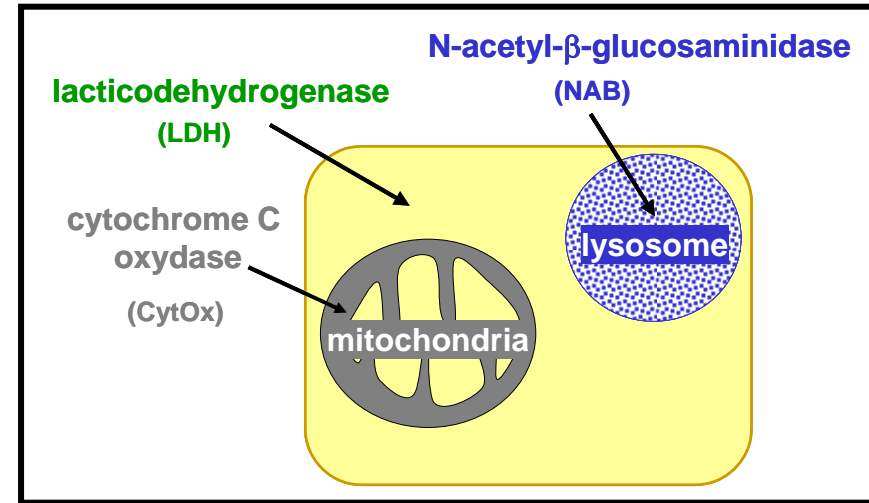 N-acetyl-β-glucosaminidase
(NAB)
lacticodehydrogenase
(LDH)
cytochrome C
oxydase
(CytOx)
lysosome
mitochondria